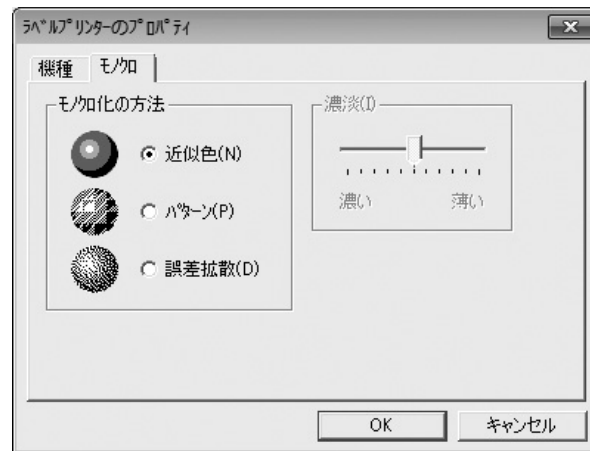 ﾗﾍﾞﾙﾌﾟﾘﾝﾀｰのﾌﾟﾛﾊﾟﾃｨ
機種 ﾓﾉｸﾛ
ﾓﾉｸﾛ化の方法
近似色(N)
ﾊﾟﾀｰﾝ(P)
誤差拡散(D)
濃淡(I)
濃い 薄い
OK ｷｬﾝｾﾙ